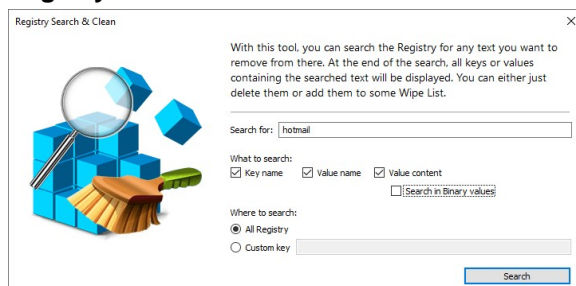 Registry Search & Clean
With this tool, you can search the Registry for any text you want to
remove from there. At the end of the search, all keys or values
containing the searched text will be displayed. You can either just
delete them or add them to some Wipe List.
Search for: hotmail
What to search:
Key name Value name Value content
Search in Binary values
Where to search:
All Registry
Custom key
Search